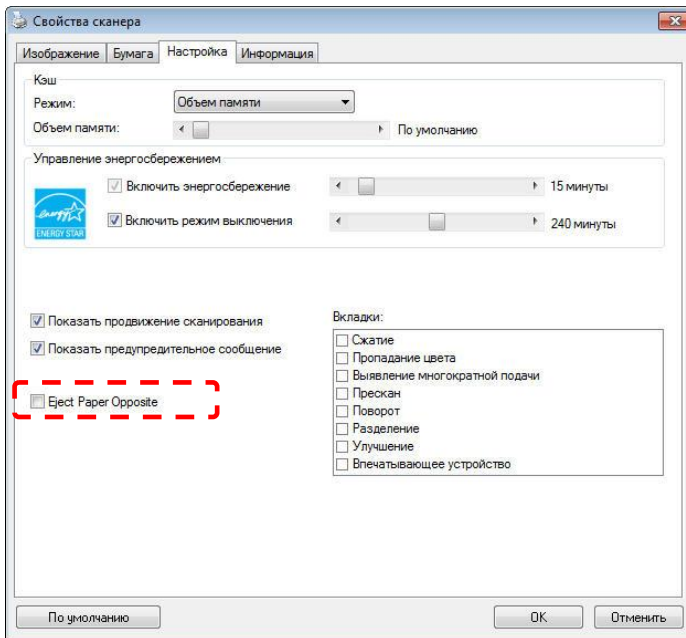 Свойства сканера
Изображение Бумага Настройка Информация
Кэш
Режим: Объем памяти
Объем памяти: По умолчанию
Управление энергосбережением
Включить энергосбережение 15 минуты
energy
ENERGY STAR
Включить режим выключения 240 минуты
Показать продвижение сканирования
Показать предупредительное сообщение
Eject Paper Opposite
Вкладки:
Сжатие
Пропадание цвета
Выявление многократной подачи
Прескан
Поворот
Разделение
Улучшение
Впечатывающее устройство
По умолчанию OK Отменить